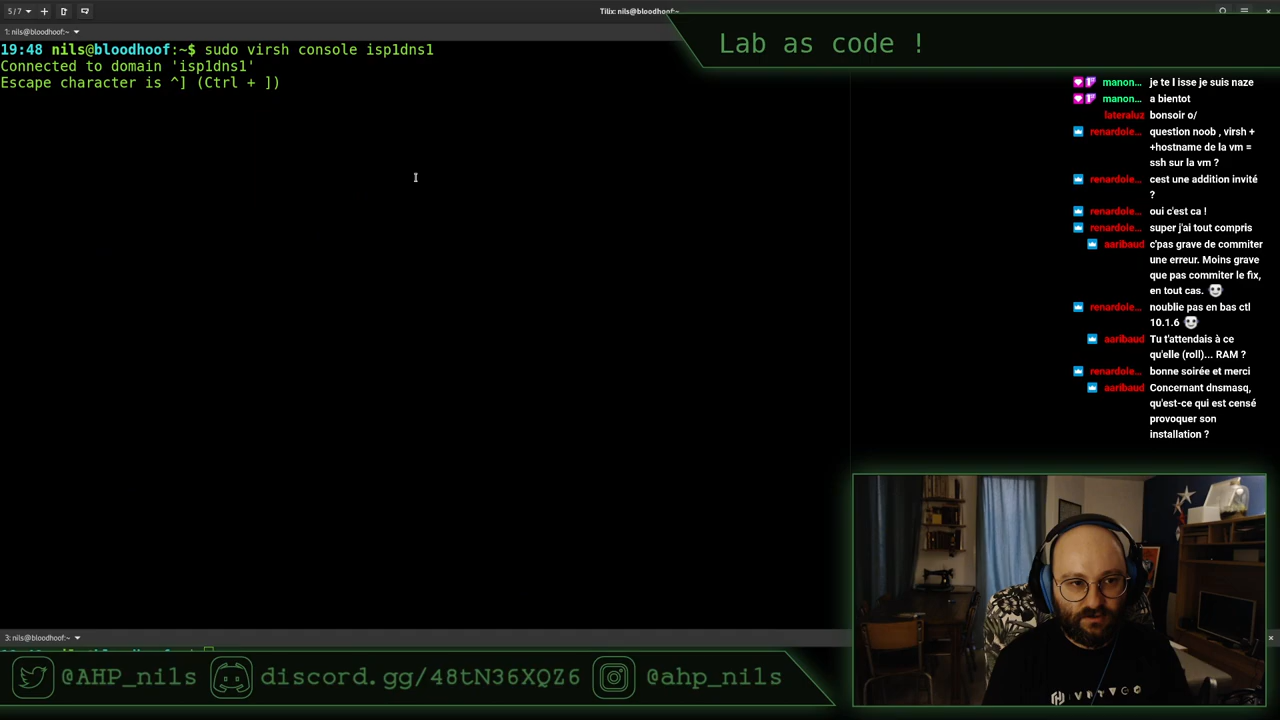 5/7
Tilix: nils@bloodhoof:~
1: nils@bloodhoof:~
19:48 nils@bloodhoof:~$ sudo virsh console isp1dns1
Connected to domain 'isp1dns1'
Escape character is ^] (Ctrl + ])
Lab as code !
manon… je te l isse je suis naze
manon… a bientot
lateraluz bonsoir o/
renardole… question noob , virsh +
+hostname de la vm =
ssh sur la vm ?
renardole… cest une addition invité
?
renardole… oui c'est ca !
renardole… super j'ai tout compris
aaribaud c'pas grave de commiter
une erreur. Moins grave
que pas commiter le fix,
en tout cas.
renardole… noublie pas en bas ctl
10.1.6
aaribaud Tu t'attendais à ce
qu'elle (roll)... RAM ?
renardole… bonne soirée et merci
aaribaud Concernant dnsmasq,
qu'est-ce qui est censé
provoquer son
installation ?
3: nils@bloodhoof:~
@AHP_nils
discord.gg/48tN36XQZ6
@ahp_nils